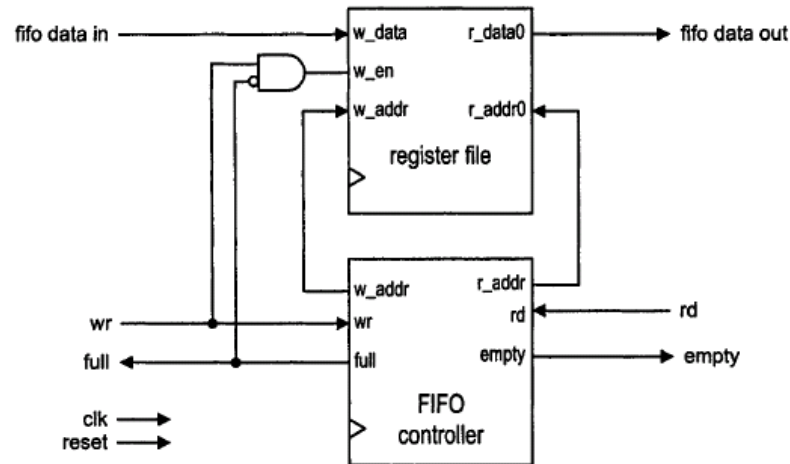 fifo data in
w_data
r_data0
fifo data out
w_en
w_addr
r_addr0
register file
w_addr
r_addr
wr
wr
rd
rd
full
full
empty
empty
clk
reset
FIFO
controller